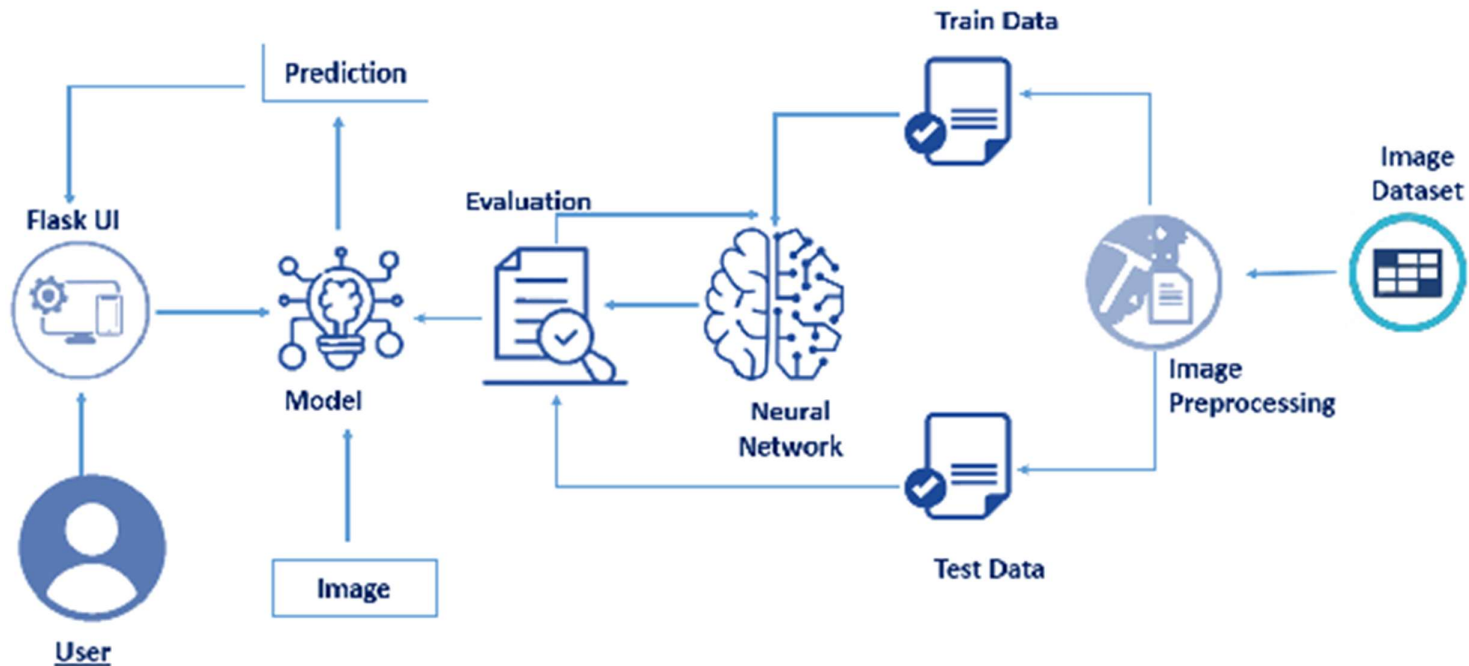 Train Data
Prediction
Image
Dataset
Evaluation
Flask UI
Image
Preprocessing
Model
Neural
Network
Test Data
Image
User